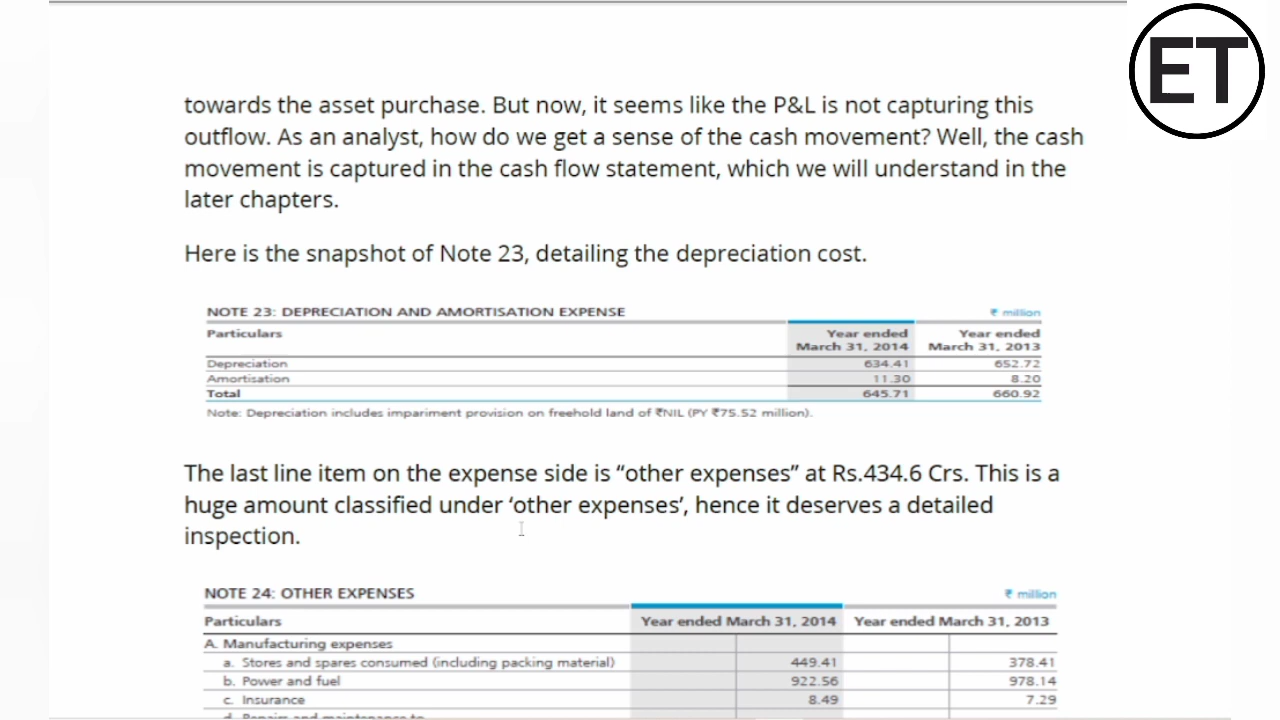 ET
towards the asset purchase. But now, it seems like the P&L is not capturing this
outflow. As an analyst, how do we get a sense of the cash movement? Well, the cash
movement is captured in the cash flow statement, which we will understand in the
later chapters.
Here is the snapshot of Note 23, detailing the depreciation cost.
NOTE 23: DEPRECIATION AND AMORTISATION EXPENSE ₹ million
Particulars Year ended March 31, 2014 Year ended March 31, 2013
Depreciation 634.41 652.72
Amortisation 11.30 8.20
Total 645.71 660.92
Note: Depreciation includes impariment provision on freehold land of ₹NIL (PY ₹75.52 million).
The last line item on the expense side is “other expenses” at Rs.434.6 Crs. This is a
huge amount classified under ‘other expenses’, hence it deserves a detailed
inspection.
NOTE 24: OTHER EXPENSES ₹ million
Particulars Year ended March 31, 2014 Year ended March 31, 2013
A. Manufacturing expenses
a. Stores and spares consumed (including packing material) 449.41 378.41
b. Power and fuel 922.56 978.14
c. Insurance 8.49 7.29
d. Repairs and maintenance to